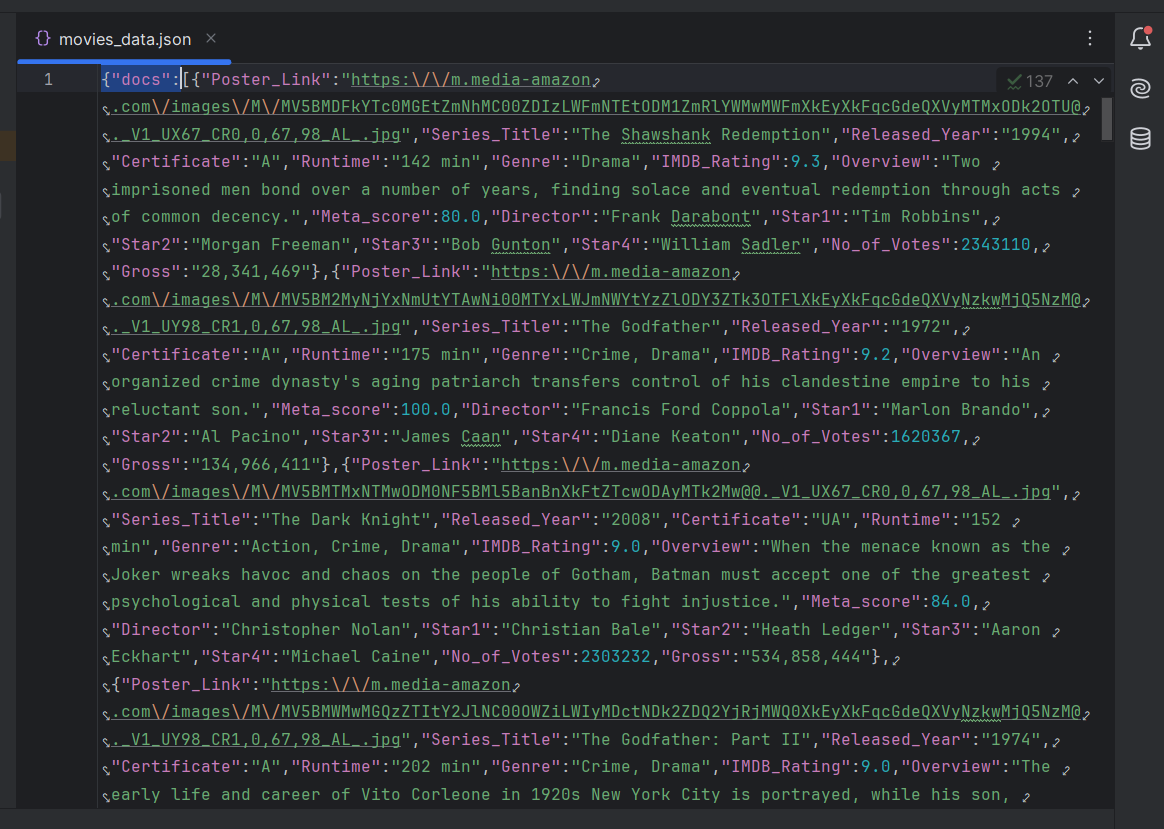 {} movies_data.json ×
1 {"docs":[{"Poster_Link":"https:\/\/m.media-amazon 137
.com\/images\/M\/MV5BMDFkYTc0MGEtZmNhMC00ZDIzLWFmNTEtODM1ZmRlYWMwMWFmXkEyXkFqcGdeQXVyMTMxODk2OTU@
._V1_UX67_CR0,0,67,98_AL_.jpg","Series_Title":"The Shawshank Redemption","Released_Year":"1994",
"Certificate":"A","Runtime":"142 min","Genre":"Drama","IMDB_Rating":9.3,"Overview":"Two
imprisoned men bond over a number of years, finding solace and eventual redemption through acts
of common decency.","Meta_score":80.0,"Director":"Frank Darabont","Star1":"Tim Robbins",
"Star2":"Morgan Freeman","Star3":"Bob Gunton","Star4":"William Sadler","No_of_Votes":2343110,
"Gross":"28,341,469"},{"Poster_Link":"https:\/\/m.media-amazon
.com\/images\/M\/MV5BM2MyNjYxNmUtYTAwNi00MTYxLWJmNWYtYzZlODY3ZTk3OTFlXkEyXkFqcGdeQXVyNzkwMjQ5NzM@
._V1_UY98_CR1,0,67,98_AL_.jpg","Series_Title":"The Godfather","Released_Year":"1972",
"Certificate":"A","Runtime":"175 min","Genre":"Crime, Drama","IMDB_Rating":9.2,"Overview":"An
organized crime dynasty's aging patriarch transfers control of his clandestine empire to his
reluctant son.","Meta_score":100.0,"Director":"Francis Ford Coppola","Star1":"Marlon Brando",
"Star2":"Al Pacino","Star3":"James Caan","Star4":"Diane Keaton","No_of_Votes":1620367,
"Gross":"134,966,411"},{"Poster_Link":"https:\/\/m.media-amazon
.com\/images\/M\/MV5BMTMxNTMwODM0NF5BMl5BanBnXkFtZTcwODAyMTk2Mw@@._V1_UX67_CR0,0,67,98_AL_.jpg",
"Series_Title":"The Dark Knight","Released_Year":"2008","Certificate":"UA","Runtime":"152
min","Genre":"Action, Crime, Drama","IMDB_Rating":9.0,"Overview":"When the menace known as the
Joker wreaks havoc and chaos on the people of Gotham, Batman must accept one of the greatest
psychological and physical tests of his ability to fight injustice.","Meta_score":84.0,
"Director":"Christopher Nolan","Star1":"Christian Bale","Star2":"Heath Ledger","Star3":"Aaron
Eckhart","Star4":"Michael Caine","No_of_Votes":2303232,"Gross":"534,858,444"},
{"Poster_Link":"https:\/\/m.media-amazon
.com\/images\/M\/MV5BMWMwMGQzZTItY2JlNC00OWZiLWIyMDctNDk2ZDQ2YjRjMWQ0XkEyXkFqcGdeQXVyNzkwMjQ5NzM@
._V1_UY98_CR1,0,67,98_AL_.jpg","Series_Title":"The Godfather: Part II","Released_Year":"1974",
"Certificate":"A","Runtime":"202 min","Genre":"Crime, Drama","IMDB_Rating":9.0,"Overview":"The
early life and career of Vito Corleone in 1920s New York City is portrayed, while his son,